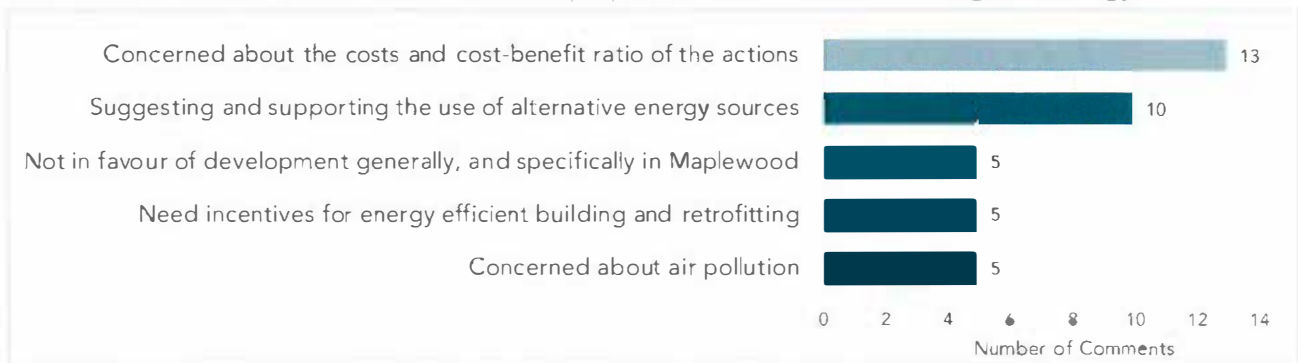 Concerned about the costs and cost-benefit ratio of the actions 13
Suggesting and supporting the use of alternative energy sources 10
Not in favour of development generally, and specifically in Maplewood 5
Need incentives for energy efficient building and retrofitting 5
Concerned about air pollution 5
0 2 4 6 8 10 12 14
Number of Comments